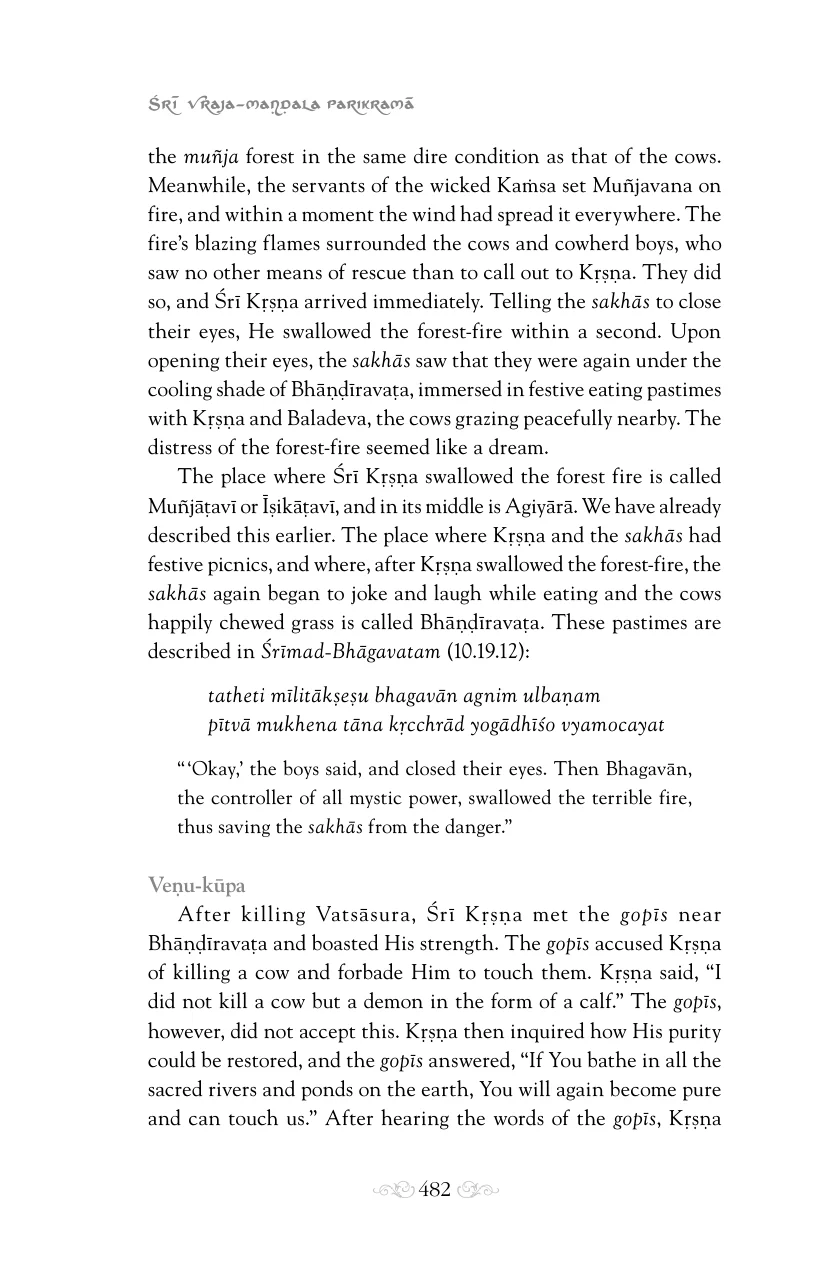 Śrī Vraja-maṇḍala Parikramā
the muñja forest in the same dire condition as that of the cows.
Meanwhile, the servants of the wicked Kaṁsa set Muñjavana on
fire, and within a moment the wind had spread it everywhere. The
fire’s blazing flames surrounded the cows and cowherd boys, who
saw no other means of rescue than to call out to Kṛṣṇa. They did
so, and Śrī Kṛṣṇa arrived immediately. Telling the sakhās to close
their eyes, He swallowed the forest-fire within a second. Upon
opening their eyes, the sakhās saw that they were again under the
cooling shade of Bhāṇḍīravaṭa, immersed in festive eating pastimes
with Kṛṣṇa and Baladeva, the cows grazing peacefully nearby. The
distress of the forest-fire seemed like a dream.
The place where Śrī Kṛṣṇa swallowed the forest fire is called
Muñjāṭavī or Īṣikāṭavī, and in its middle is Agiyārā. We have already
described this earlier. The place where Kṛṣṇa and the sakhās had
festive picnics, and where, after Kṛṣṇa swallowed the forest-fire, the
sakhās again began to joke and laugh while eating and the cows
happily chewed grass is called Bhāṇḍīravaṭa. These pastimes are
described in Śrīmad-Bhāgavatam (10.19.12):
tatheti mīlitākṣeṣu bhagavān agnim ulbaṇam
pītvā mukhena tāna kṛcchrād yogādhīśo vyamocayat
“ ‘Okay,’ the boys said, and closed their eyes. Then Bhagavān,
the controller of all mystic power, swallowed the terrible fire,
thus saving the sakhās from the danger.”
Veṇu-kūpa
After killing Vatsāsura, Śrī Kṛṣṇa met the gopīs near
Bhāṇḍīravaṭa and boasted His strength. The gopīs accused Kṛṣṇa
of killing a cow and forbade Him to touch them. Kṛṣṇa said, “I
did not kill a cow but a demon in the form of a calf.” The gopīs,
however, did not accept this. Kṛṣṇa then inquired how His purity
could be restored, and the gopīs answered, “If You bathe in all the
sacred rivers and ponds on the earth, You will again become pure
and can touch us.” After hearing the words of the gopīs, Kṛṣṇa
482